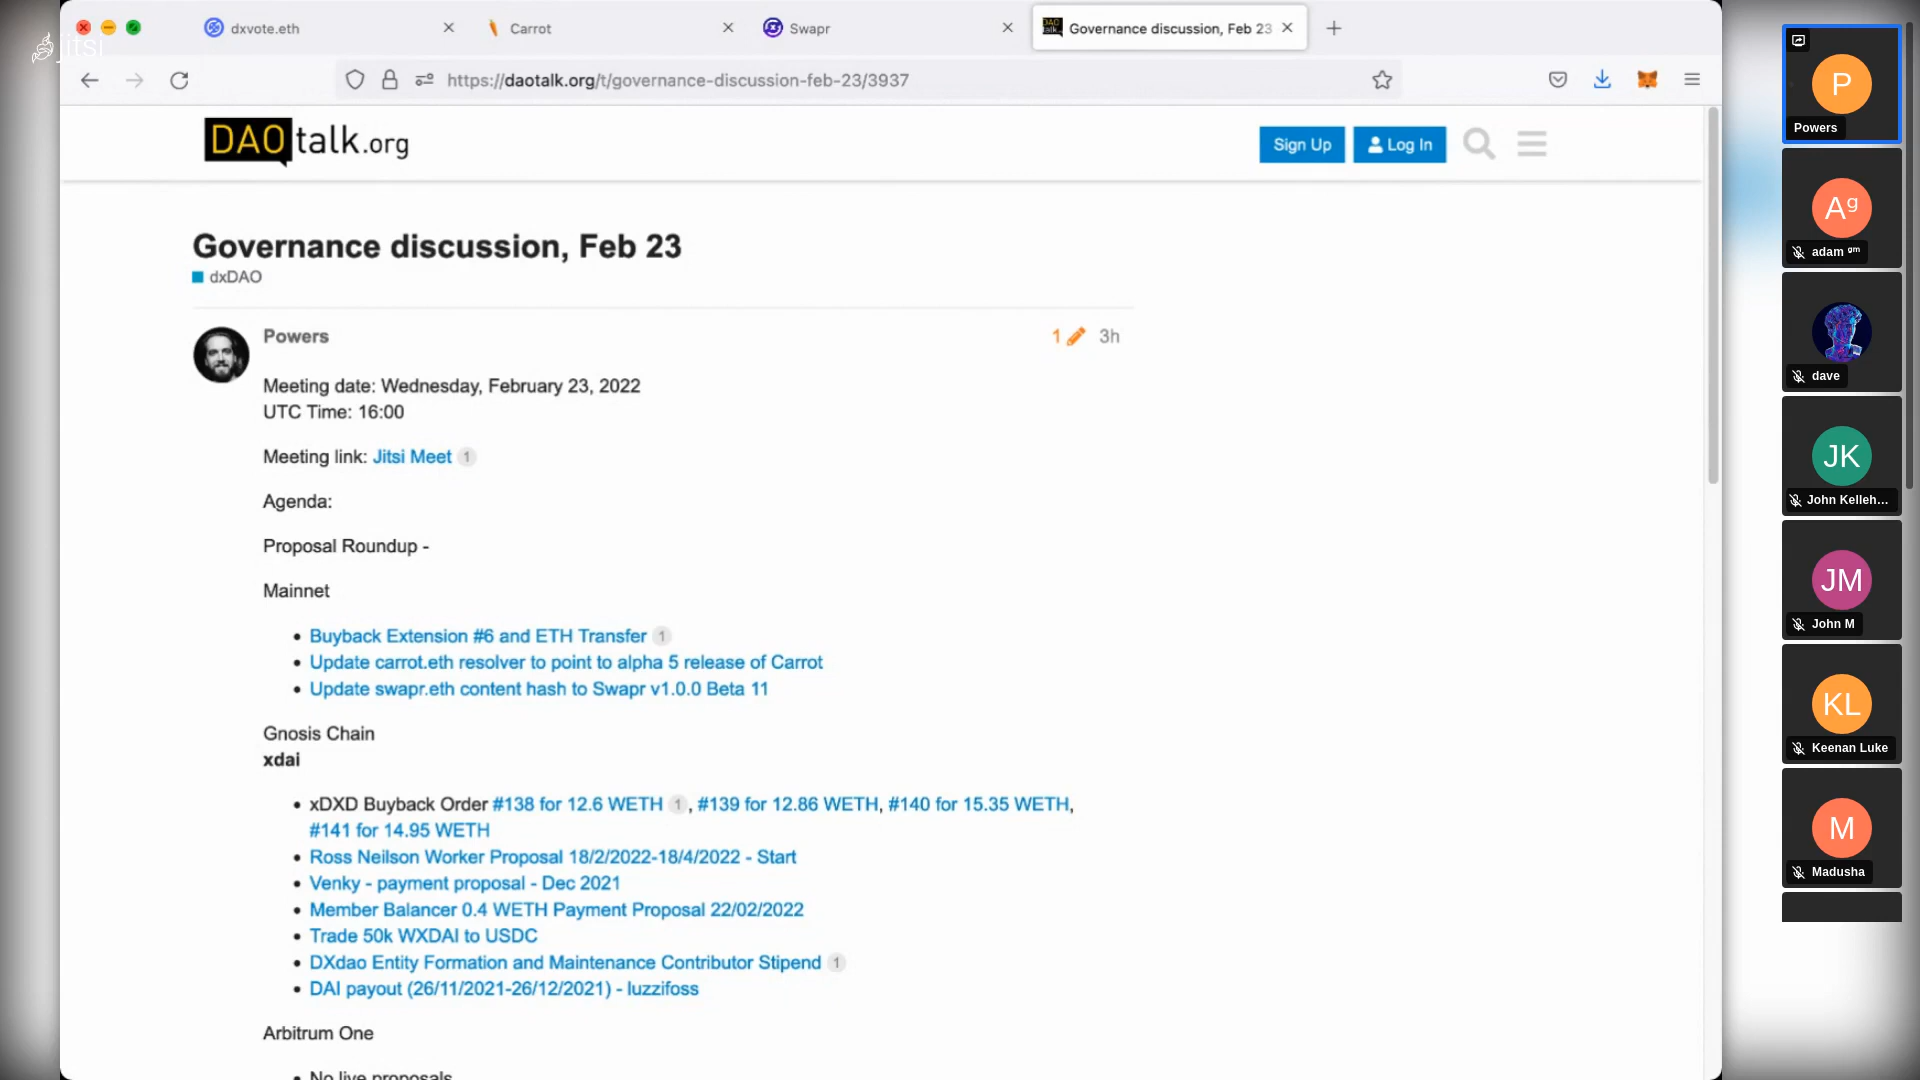 jitsi
dxvote.eth
Carrot
Swapr
Governance discussion, Feb 23
https://daotalk.org/t/governance-discussion-feb-23/3937
DAOtalk.org
Sign Up
Log In
Governance discussion, Feb 23
dxDAO
Powers
1
3h
Meeting date: Wednesday, February 23, 2022
UTC Time: 16:00
Meeting link: Jitsi Meet 1
Agenda:
Proposal Roundup -
Mainnet
• Buyback Extension #6 and ETH Transfer 1
• Update carrot.eth resolver to point to alpha 5 release of Carrot
• Update swapr.eth content hash to Swapr v1.0.0 Beta 11
Gnosis Chain
xdai
• xDXD Buyback Order #138 for 12.6 WETH 1 , #139 for 12.86 WETH, #140 for 15.35 WETH,
#141 for 14.95 WETH
• Ross Neilson Worker Proposal 18/2/2022-18/4/2022 - Start
• Venky - payment proposal - Dec 2021
• Member Balancer 0.4 WETH Payment Proposal 22/02/2022
• Trade 50k WXDAI to USDC
• DXdao Entity Formation and Maintenance Contributor Stipend 1
• DAI payout (26/11/2021-26/12/2021) - luzzifoss
Arbitrum One
• No live proposals
P
Powers
Aᵍ
adam ᵍᵐ
dave
JK
John Kelleh...
JM
John M
KL
Keenan Luke
M
Madusha